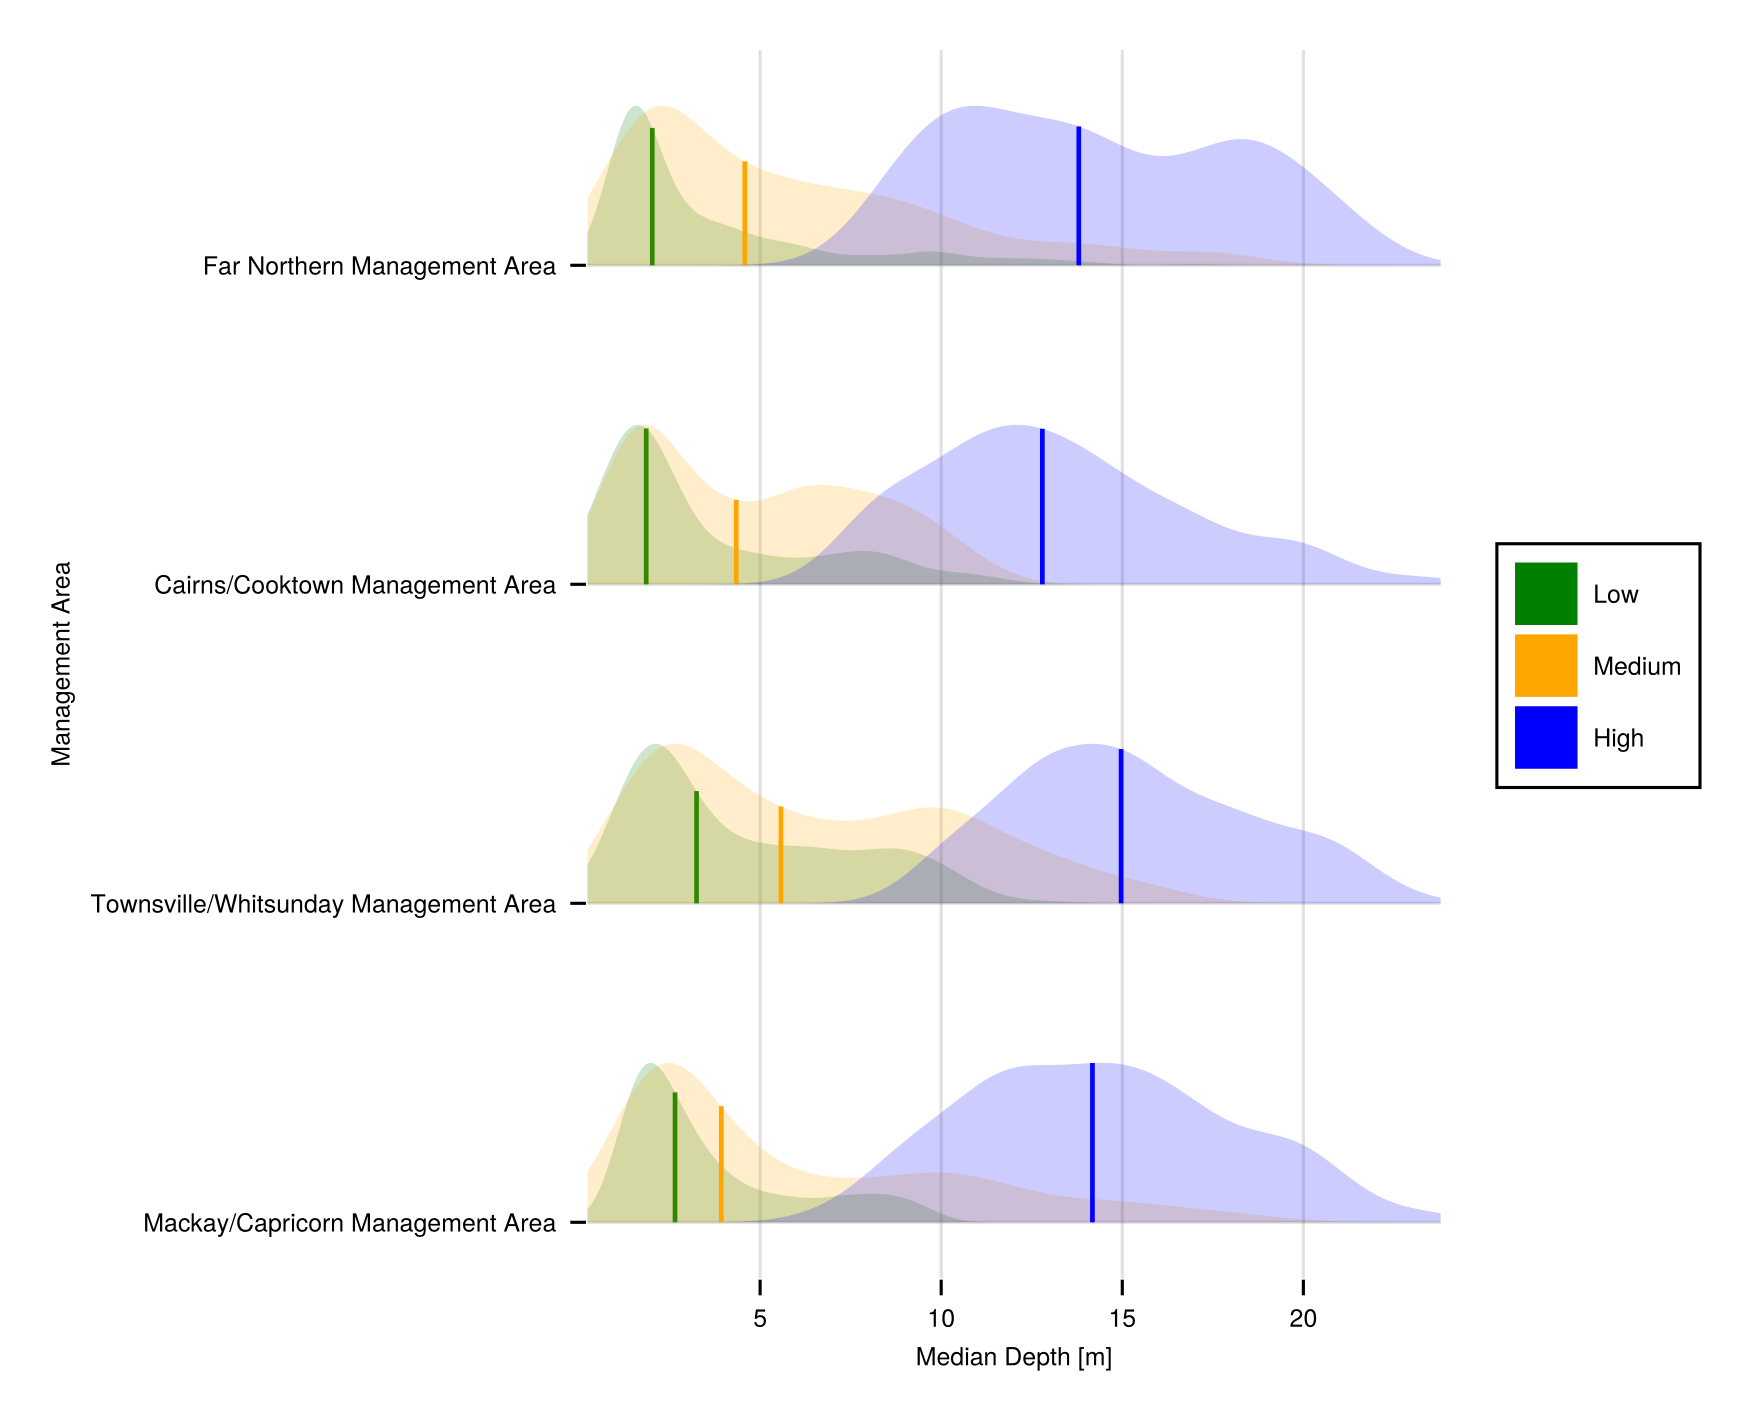 Management Area
Far Northern Management Area
Cairns/Cooktown Management Area
Townsville/Whitsunday Management Area
Mackay/Capricorn Management Area
5
10
15
20
Median Depth [m]
Low
Medium
High